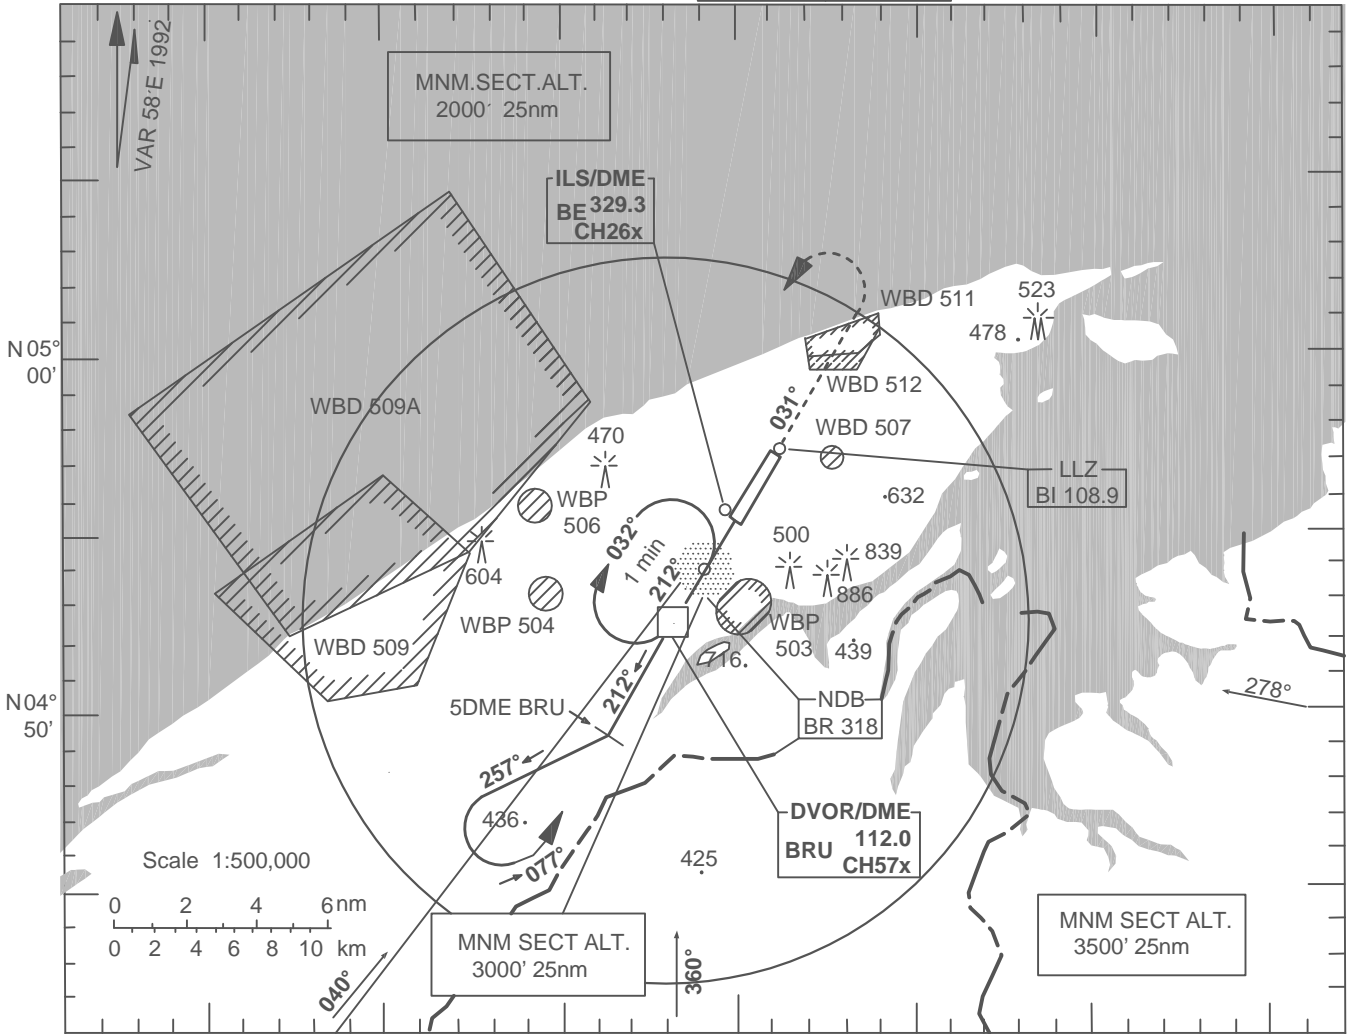 VAR 58'E 1992
MNM.SECT.ALT.
2000' 25nm
ILS/DME
BE 329.3
CH26x
WBD 511
523
478
N 05°
00'
WBD 509A
WBD 512
031°
WBD 507
470
LLZ
BI 108.9
WBP
506
632
032°
1 min
212°
500
839
886
604
WBP 504
WBP
503
WBD 509
716
439
278°
N 04°
50'
5DME BRU
212°
NDB
BR 318
257°
436
DVOR/DME
BRU 112.0
CH57x
077°
425
Scale 1:500,000
0 2 4 6 nm
0 2 4 6 8 10 km
MNM SECT ALT.
3000' 25nm
MNM SECT ALT.
3500' 25nm
040°
360°